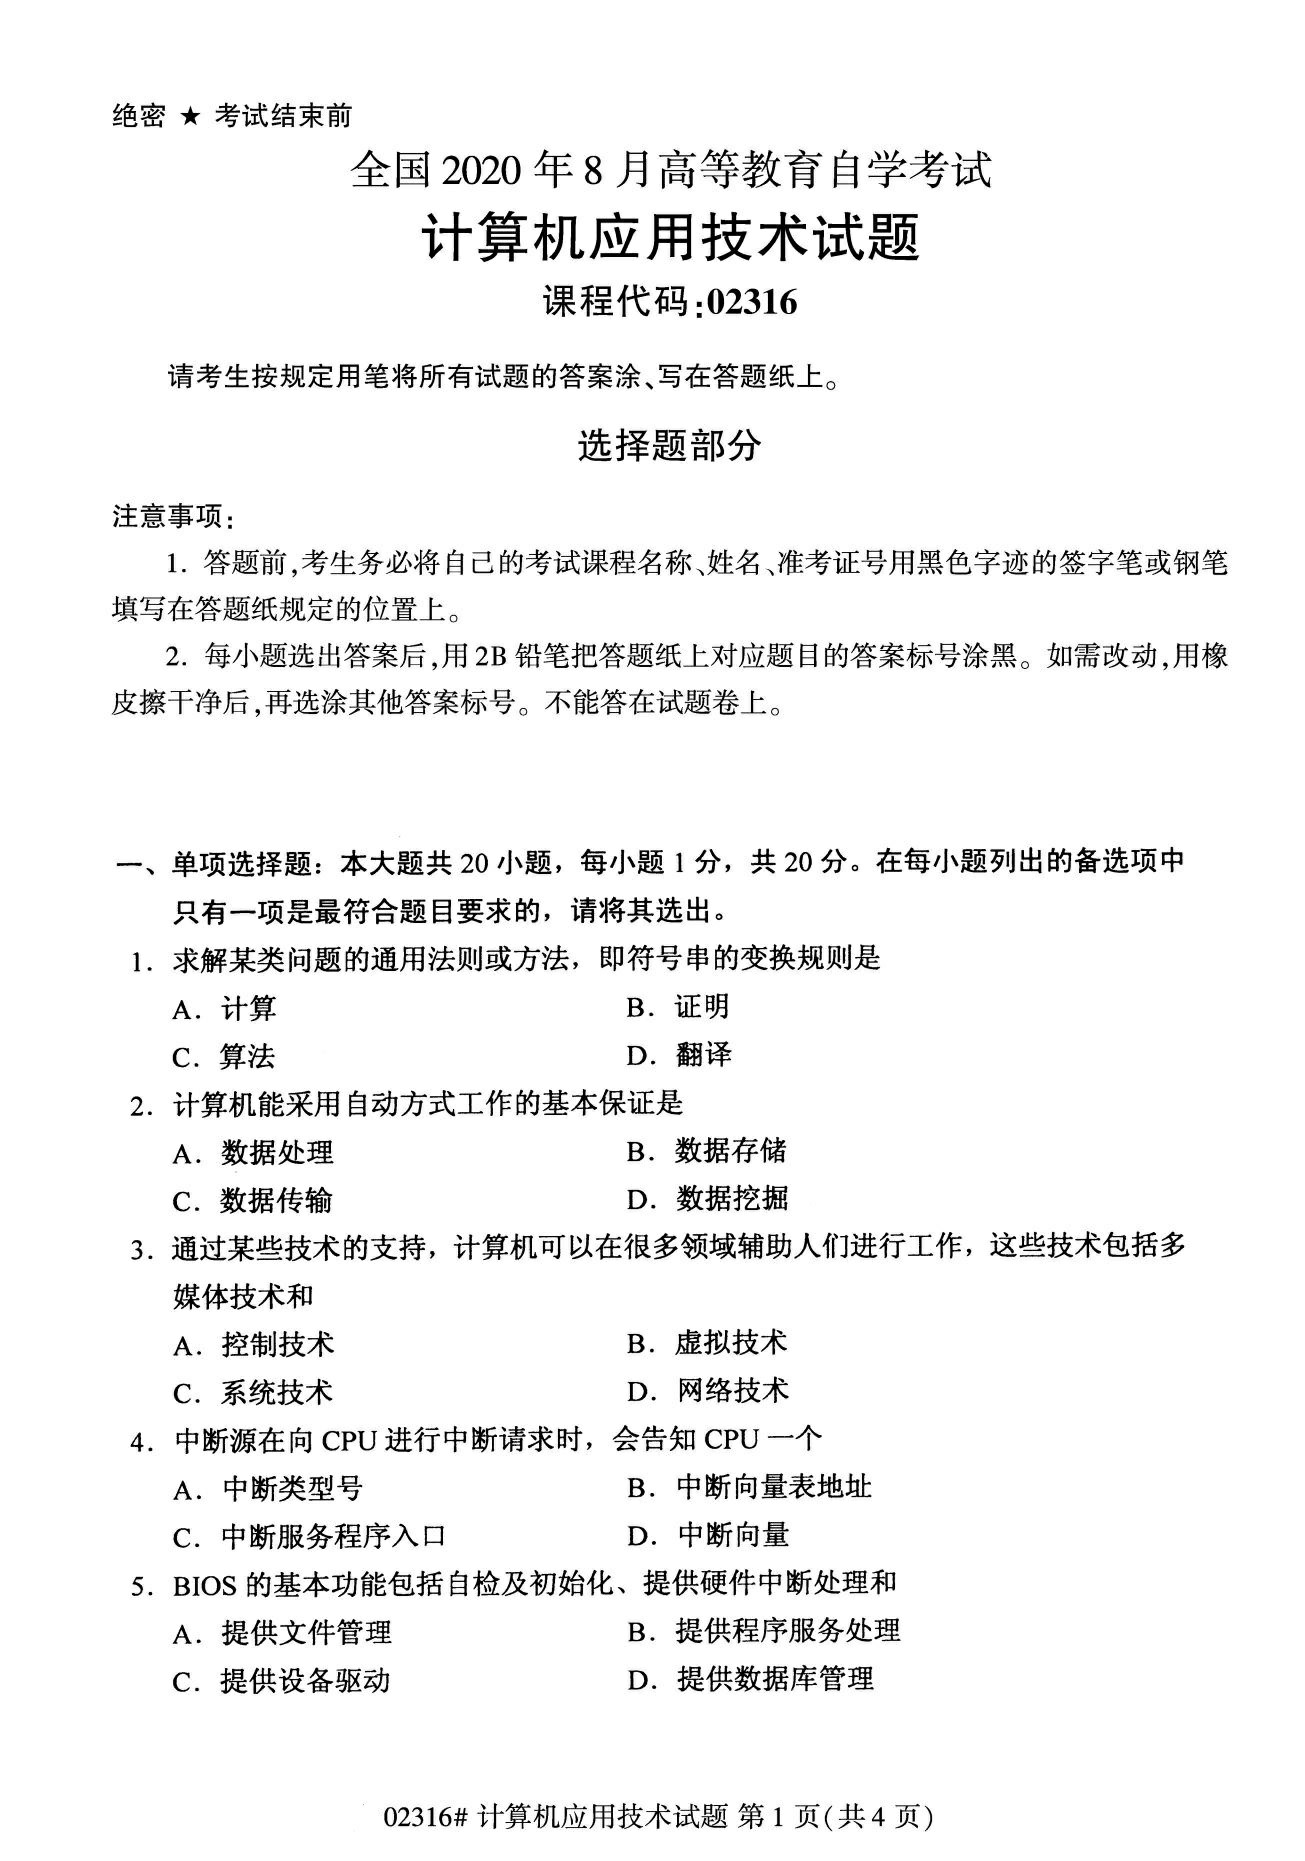 绝密 ★ 考试结束前
全国 2020 年 8 月高等教育自学考试
计算机应用技术试题
课程代码:02316
请考生按规定用笔将所有试题的答案涂、写在答题纸上。
选择题部分
注意事项:
1. 答题前,考生务必将自己的考试课程名称、姓名、准考证号用黑色字迹的签字笔或钢笔
填写在答题纸规定的位置上。
2. 每小题选出答案后,用 2B 铅笔把答题纸上对应题目的答案标号涂黑。如需改动,用橡
皮擦干净后,再选涂其他答案标号。不能答在试题卷上。
一、单项选择题：本大题共 20 小题，每小题 1 分，共 20 分。在每小题列出的备选项中
只有一项是最符合题目要求的，请将其选出。
1. 求解某类问题的通用法则或方法，即符号串的变换规则是
A. 计算 B. 证明
C. 算法 D. 翻译
2. 计算机能采用自动方式工作的基本保证是
A. 数据处理 B. 数据存储
C. 数据传输 D. 数据挖掘
3. 通过某些技术的支持，计算机可以在很多领域辅助人们进行工作，这些技术包括多
媒体技术和
A. 控制技术 B. 虚拟技术
C. 系统技术 D. 网络技术
4. 中断源在向 CPU 进行中断请求时，会告知 CPU 一个
A. 中断类型号 B. 中断向量表地址
C. 中断服务程序入口 D. 中断向量
5. BIOS 的基本功能包括自检及初始化、提供硬件中断处理和
A. 提供文件管理 B. 提供程序服务处理
C. 提供设备驱动 D. 提供数据库管理
02316# 计算机应用技术试题 第 1 页(共 4 页)